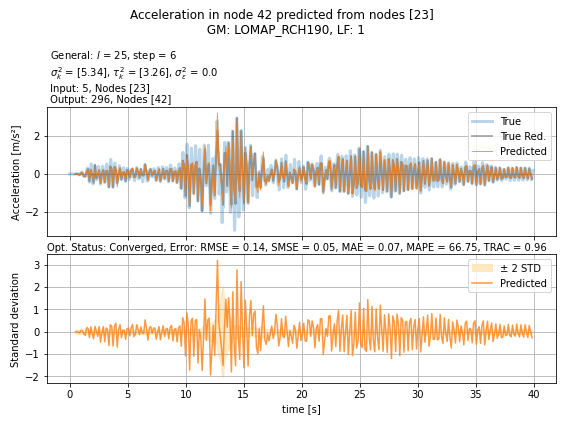 Acceleration in node 42 predicted from nodes [23]
GM: LOMAP_RCH190, LF: 1
General: l = 25, step = 6
σ²ₖ = [5.34], τ²ₖ = [3.26], σ²ε = 0.0
Input: 5, Nodes [23]
Output: 296, Nodes [42]
Acceleration [m/s²]
2
0
−2
True
True Red.
Predicted
Opt. Status: Converged, Error: RMSE = 0.14, SMSE = 0.05, MAE = 0.07, MAPE = 66.75, TRAC = 0.96
Standard deviation
3
2
1
0
−1
−2
± 2 STD
Predicted
0 5 10 15 20 25 30 35 40
time [s]